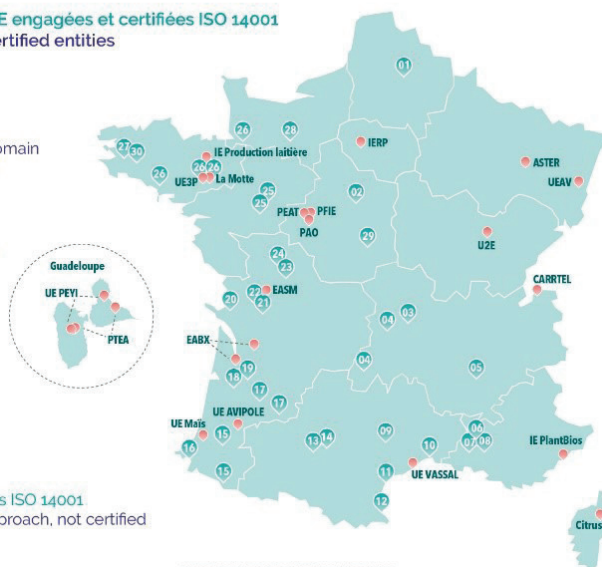 E engagées et certifiées ISO 14001
ertified entities
01
omain
26
28
IERP
27
30
IE Production laitière
ASTER
26
26
26
UE3P
La Motte
UEAV
25
02
25
PEAT
PFIE
PAO
29
U2E
24
23
Guadeloupe
UE PEYI
CARRTEL
EASM
22
20
21
03
04
PTEA
EABX
04
19
05
18
17
17
UE AVIPOLE
UE Maïs
15
06
13
14
09
07
08
16
10
IE PlantBios
15
11
UE VASSAL
12
s ISO 14001
proach, not certified
Citrus